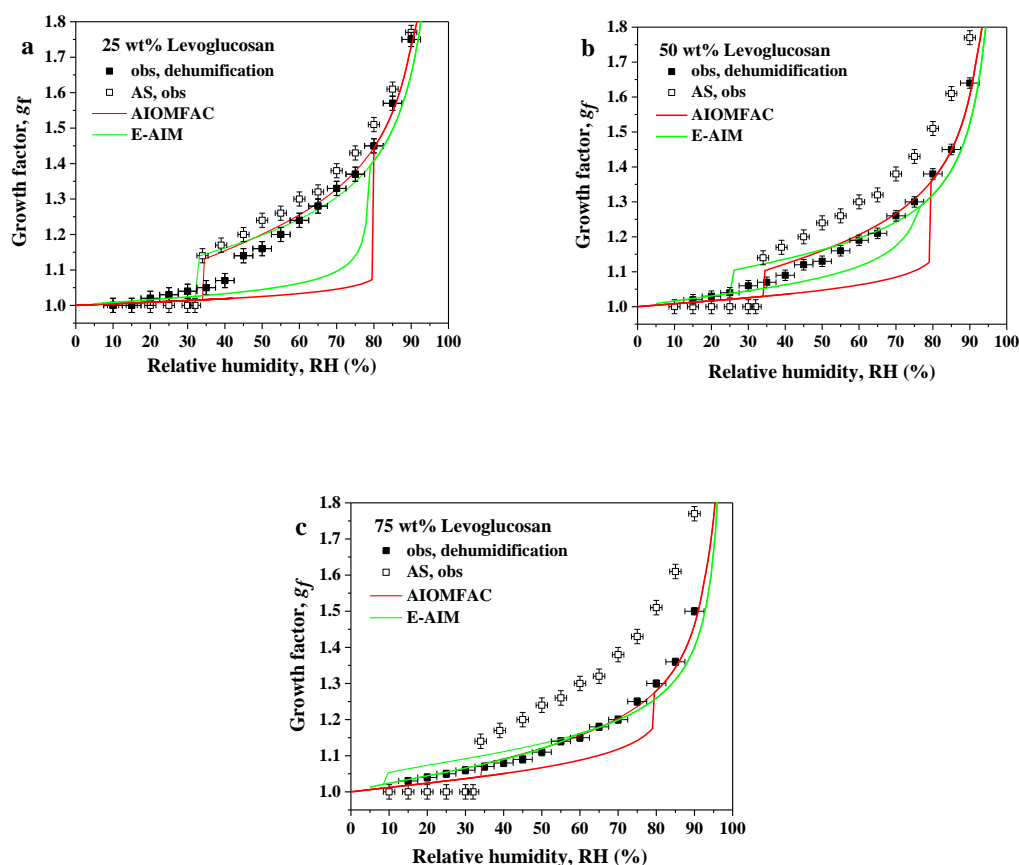 a
25 wt% Levoglucosan
obs, dehumification
AS, obs
AIOMFAC
E-AIM
Growth factor, gf
1.8
1.7
1.6
1.5
1.4
1.3
1.2
1.1
1.0
0 10 20 30 40 50 60 70 80 90 100
Relative humidity, RH (%)
b
50 wt% Levoglucosan
obs, dehumidification
AS, obs
AIOMFAC
E-AIM
Growth factor, gf
1.8
1.7
1.6
1.5
1.4
1.3
1.2
1.1
1.0
0 10 20 30 40 50 60 70 80 90 100
Relative humidity, RH (%)
c
75 wt% Levoglucosan
obs, dehumidification
AS, obs
AIOMFAC
E-AIM
Growth factor, gf
1.8
1.7
1.6
1.5
1.4
1.3
1.2
1.1
1.0
0 10 20 30 40 50 60 70 80 90 100
Relative humidity, RH (%)